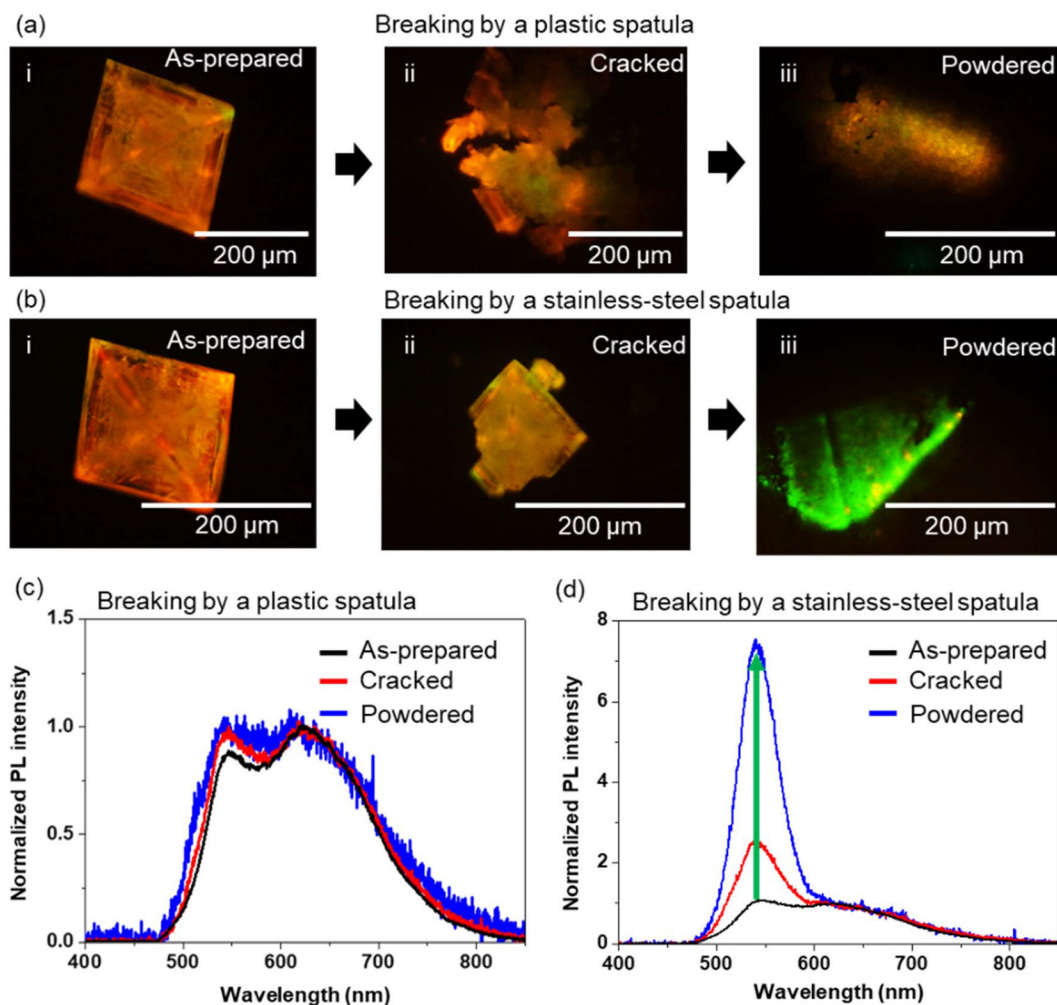 (a) Breaking by a plastic spatula
i As-prepared
200 µm
ii Cracked
200 µm
iii Powdered
200 µm
(b) Breaking by a stainless-steel spatula
i As-prepared
200 µm
ii Cracked
200 µm
iii Powdered
200 µm
(c) Breaking by a plastic spatula
As-prepared
Cracked
Powdered
Normalized PL intensity
1.5
1.0
0.5
0.0
400 500 600 700 800
Wavelength (nm)
(d) Breaking by a stainless-steel spatula
As-prepared
Cracked
Powdered
Normalized PL intensity
8
6
4
2
0
400 500 600 700 800
Wavelength (nm)